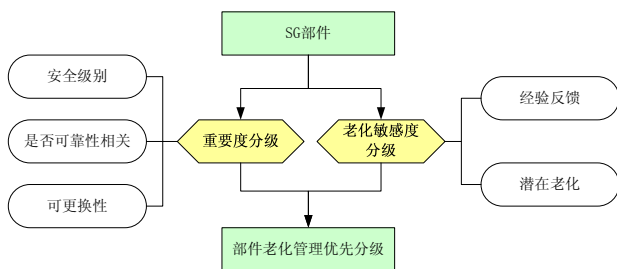 SG部件
安全级别
是否可靠性相关
可更换性
重要度分级
老化敏感度
分级
经验反馈
潜在老化
部件老化管理优先分级